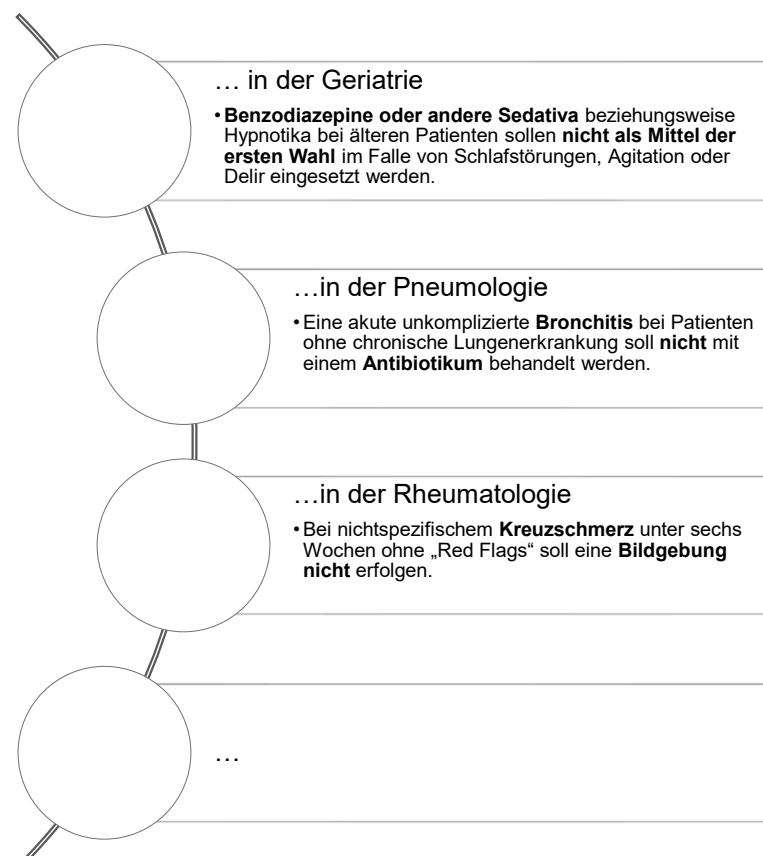 … in der Geriatrie
• Benzodiazepine oder andere Sedativa beziehungsweise
Hypnotika bei älteren Patienten sollen nicht als Mittel der
ersten Wahl im Falle von Schlafstörungen, Agitation oder
Delir eingesetzt werden.
…in der Pneumologie
• Eine akute unkomplizierte Bronchitis bei Patienten
ohne chronische Lungenerkrankung soll nicht mit
einem Antibiotikum behandelt werden.
…in der Rheumatologie
• Bei nichtspezifischem Kreuzschmerz unter sechs
Wochen ohne „Red Flags“ soll eine Bildgebung
nicht erfolgen.
…